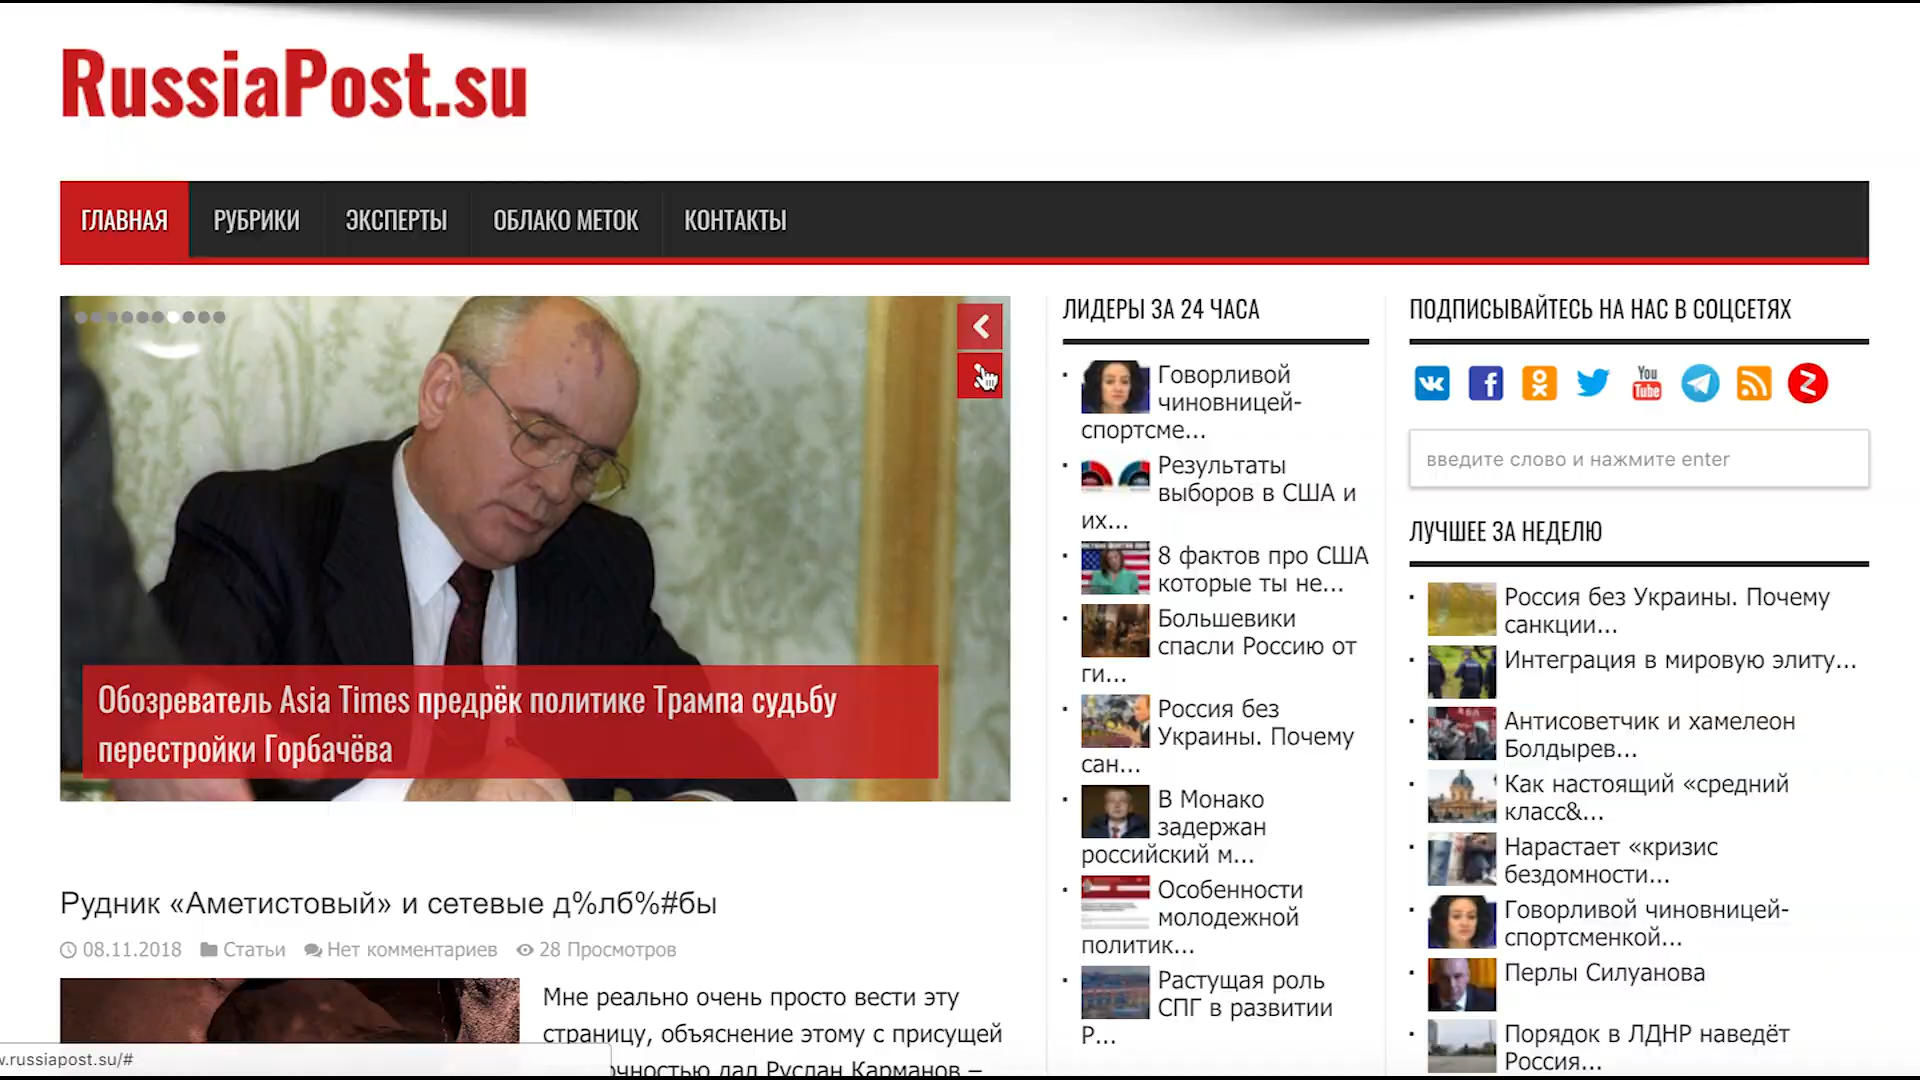 RussiaPost.su
ГЛАВНАЯ
РУБРИКИ
ЭКСПЕРТЫ
ОБЛАКО МЕТОК
КОНТАКТЫ
Обозреватель Asia Times предрёк политике Трампа судьбу
перестройки Горбачёва
Рудник «Аметистовый» и сетевые д%лб%#бы
08.11.2018 Статьи Нет комментариев 28 Просмотров
Мне реально очень просто вести эту
страницу, объяснение этому с присущей
дал Руслан Карманов –
.russiapost.su/#
ЛИДЕРЫ ЗА 24 ЧАСА
Говорливой
чиновницей-
спортсме...
Результаты
выборов в США и
их...
8 фактов про США
которые ты не...
Большевики
спасли Россию от
ги...
Россия без
Украины. Почему
сан...
В Монако
задержан
российский м...
Особенности
молодежной
политик...
Растущая роль
СПГ в развитии
Р...
ПОДПИСЫВАЙТЕСЬ НА НАС В СОЦСЕТЯХ
You
Tube
введите слово и нажмите enter
ЛУЧШЕЕ ЗА НЕДЕЛЮ
Россия без Украины. Почему
санкции...
Интеграция в мировую элиту...
Антисоветчик и хамелеон
Болдырев...
Как настоящий «средний
класс&...
Нарастает «кризис
бездомности...
Говорливой чиновницей-
спортсменкой...
Перлы Силуанова
Порядок в ЛДНР наведёт
Россия...